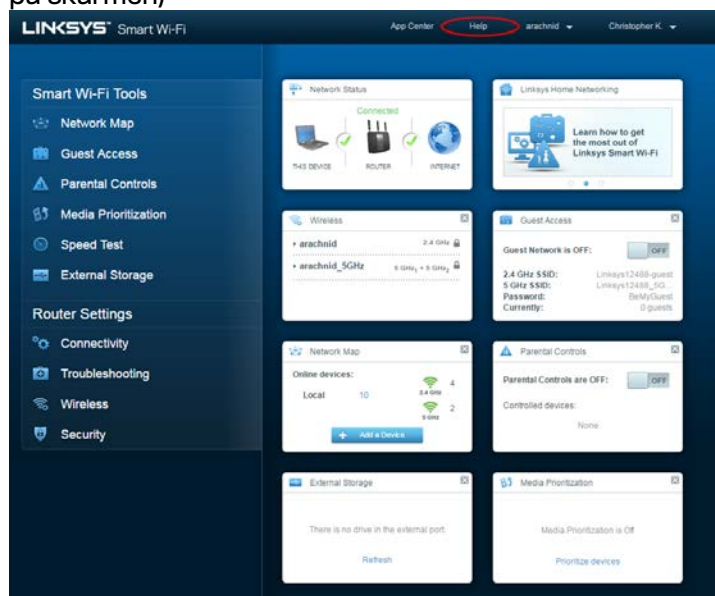 på skärmen)
LINKSYS Smart Wi-Fi
App Center Help arachnid Christopher K.
Smart Wi-Fi Tools
Network Map
Guest Access
Parental Controls
Media Prioritization
Speed Test
External Storage
Router Settings
Connectivity
Troubleshooting
Wireless
Security
Network Status
Connected
THIS DEVICE ROUTER INTERNET
Linksys Home Networking
Learn how to get
the most out of
Linksys Smart Wi-Fi
Wireless
arachnid 2.4 GHz
arachnid_5GHz 5 GHz1 + 5 GHz2
Guest Access
Guest Network is OFF: OFF
2.4 GHz SSID: Linksys12488-guest
5 GHz SSID: Linksys12488_5G...
Password: BeMyGuest
Currently: 0 guests
Network Map
Online devices:
Local 10
4
2.4 GHz
2
5 GHz
+ Add a Device
Parental Controls
Parental Controls are OFF: OFF
Controlled devices:
None
External Storage
There is no drive in the external port.
Refresh
Media Prioritization
Media Prioritization is Off
Prioritize devices